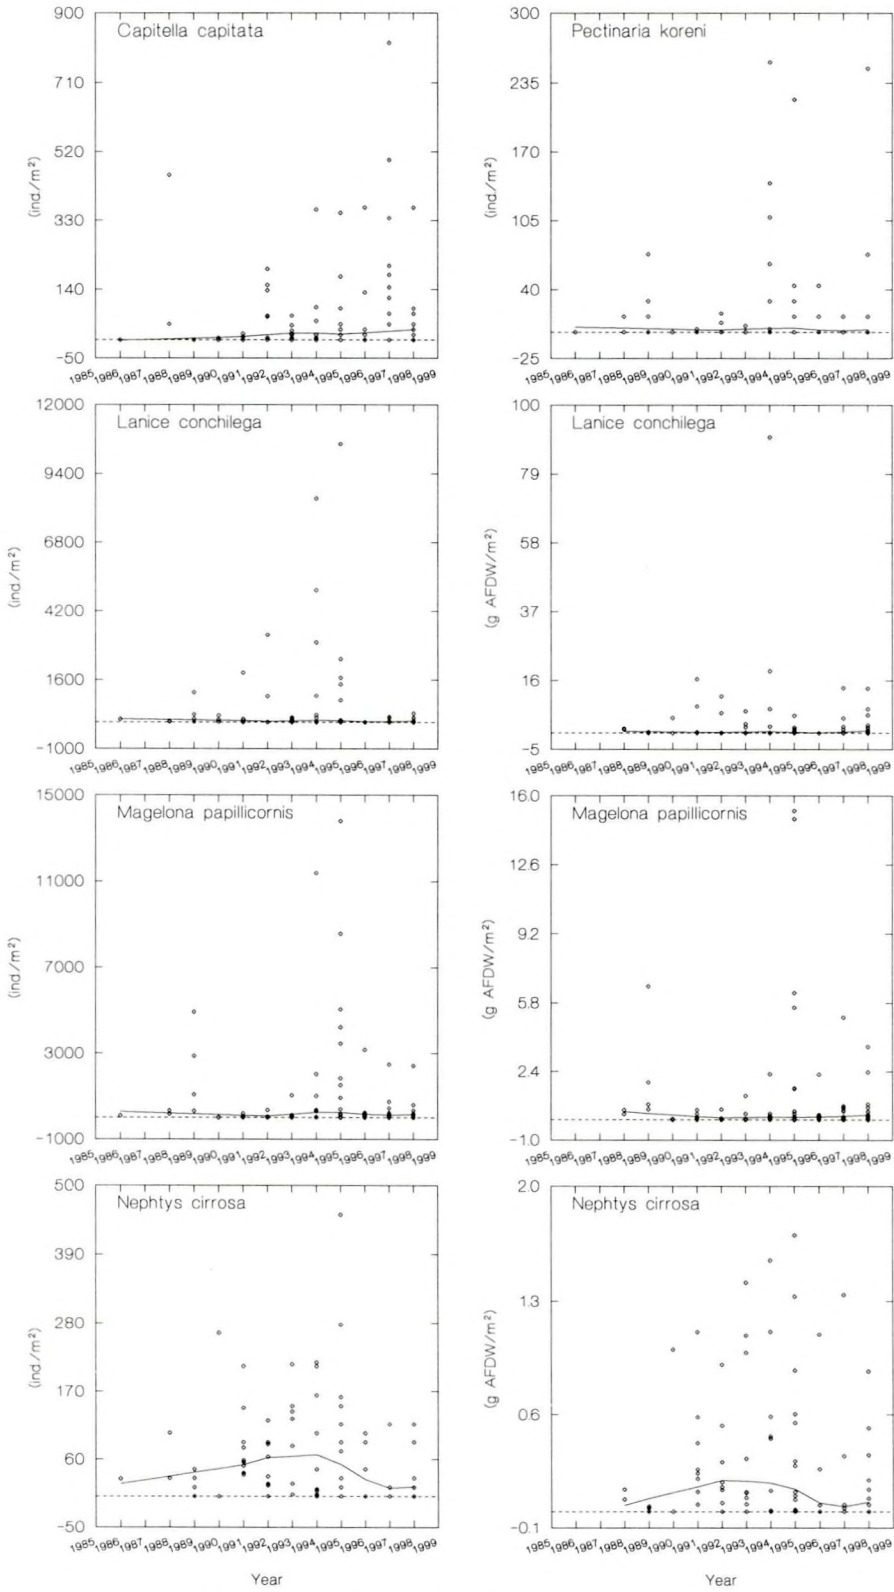 Capitella capitata
(ind./m²)
900
710
520
330
140
-50
1985 1986 1987 1988 1989 1990 1991 1992 1993 1994 1995 1996 1997 1998 1999
Pectinaria koreni
(ind./m²)
300
235
170
105
40
-25
1985 1986 1987 1988 1989 1990 1991 1992 1993 1994 1995 1996 1997 1998 1999
Lanice conchilega
(ind./m²)
12000
9400
6800
4200
1600
-1000
1985 1986 1987 1988 1989 1990 1991 1992 1993 1994 1995 1996 1997 1998 1999
Lanice conchilega
(g AFDW/m²)
100
79
58
37
16
-5
1985 1986 1987 1988 1989 1990 1991 1992 1993 1994 1995 1996 1997 1998 1999
Magelona papillicornis
(ind./m²)
15000
11000
7000
3000
-1000
1985 1986 1987 1988 1989 1990 1991 1992 1993 1994 1995 1996 1997 1998 1999
Magelona papillicornis
(g AFDW/m²)
16.0
12.6
9.2
5.8
2.4
-1.0
1985 1986 1987 1988 1989 1990 1991 1992 1993 1994 1995 1996 1997 1998 1999
Nephtys cirrosa
(ind./m²)
500
390
280
170
60
-50
1985 1986 1987 1988 1989 1990 1991 1992 1993 1994 1995 1996 1997 1998 1999
Year
Nephtys cirrosa
(g AFDW/m²)
2.0
1.3
0.6
-0.1
1985 1986 1987 1988 1989 1990 1991 1992 1993 1994 1995 1996 1997 1998 1999
Year